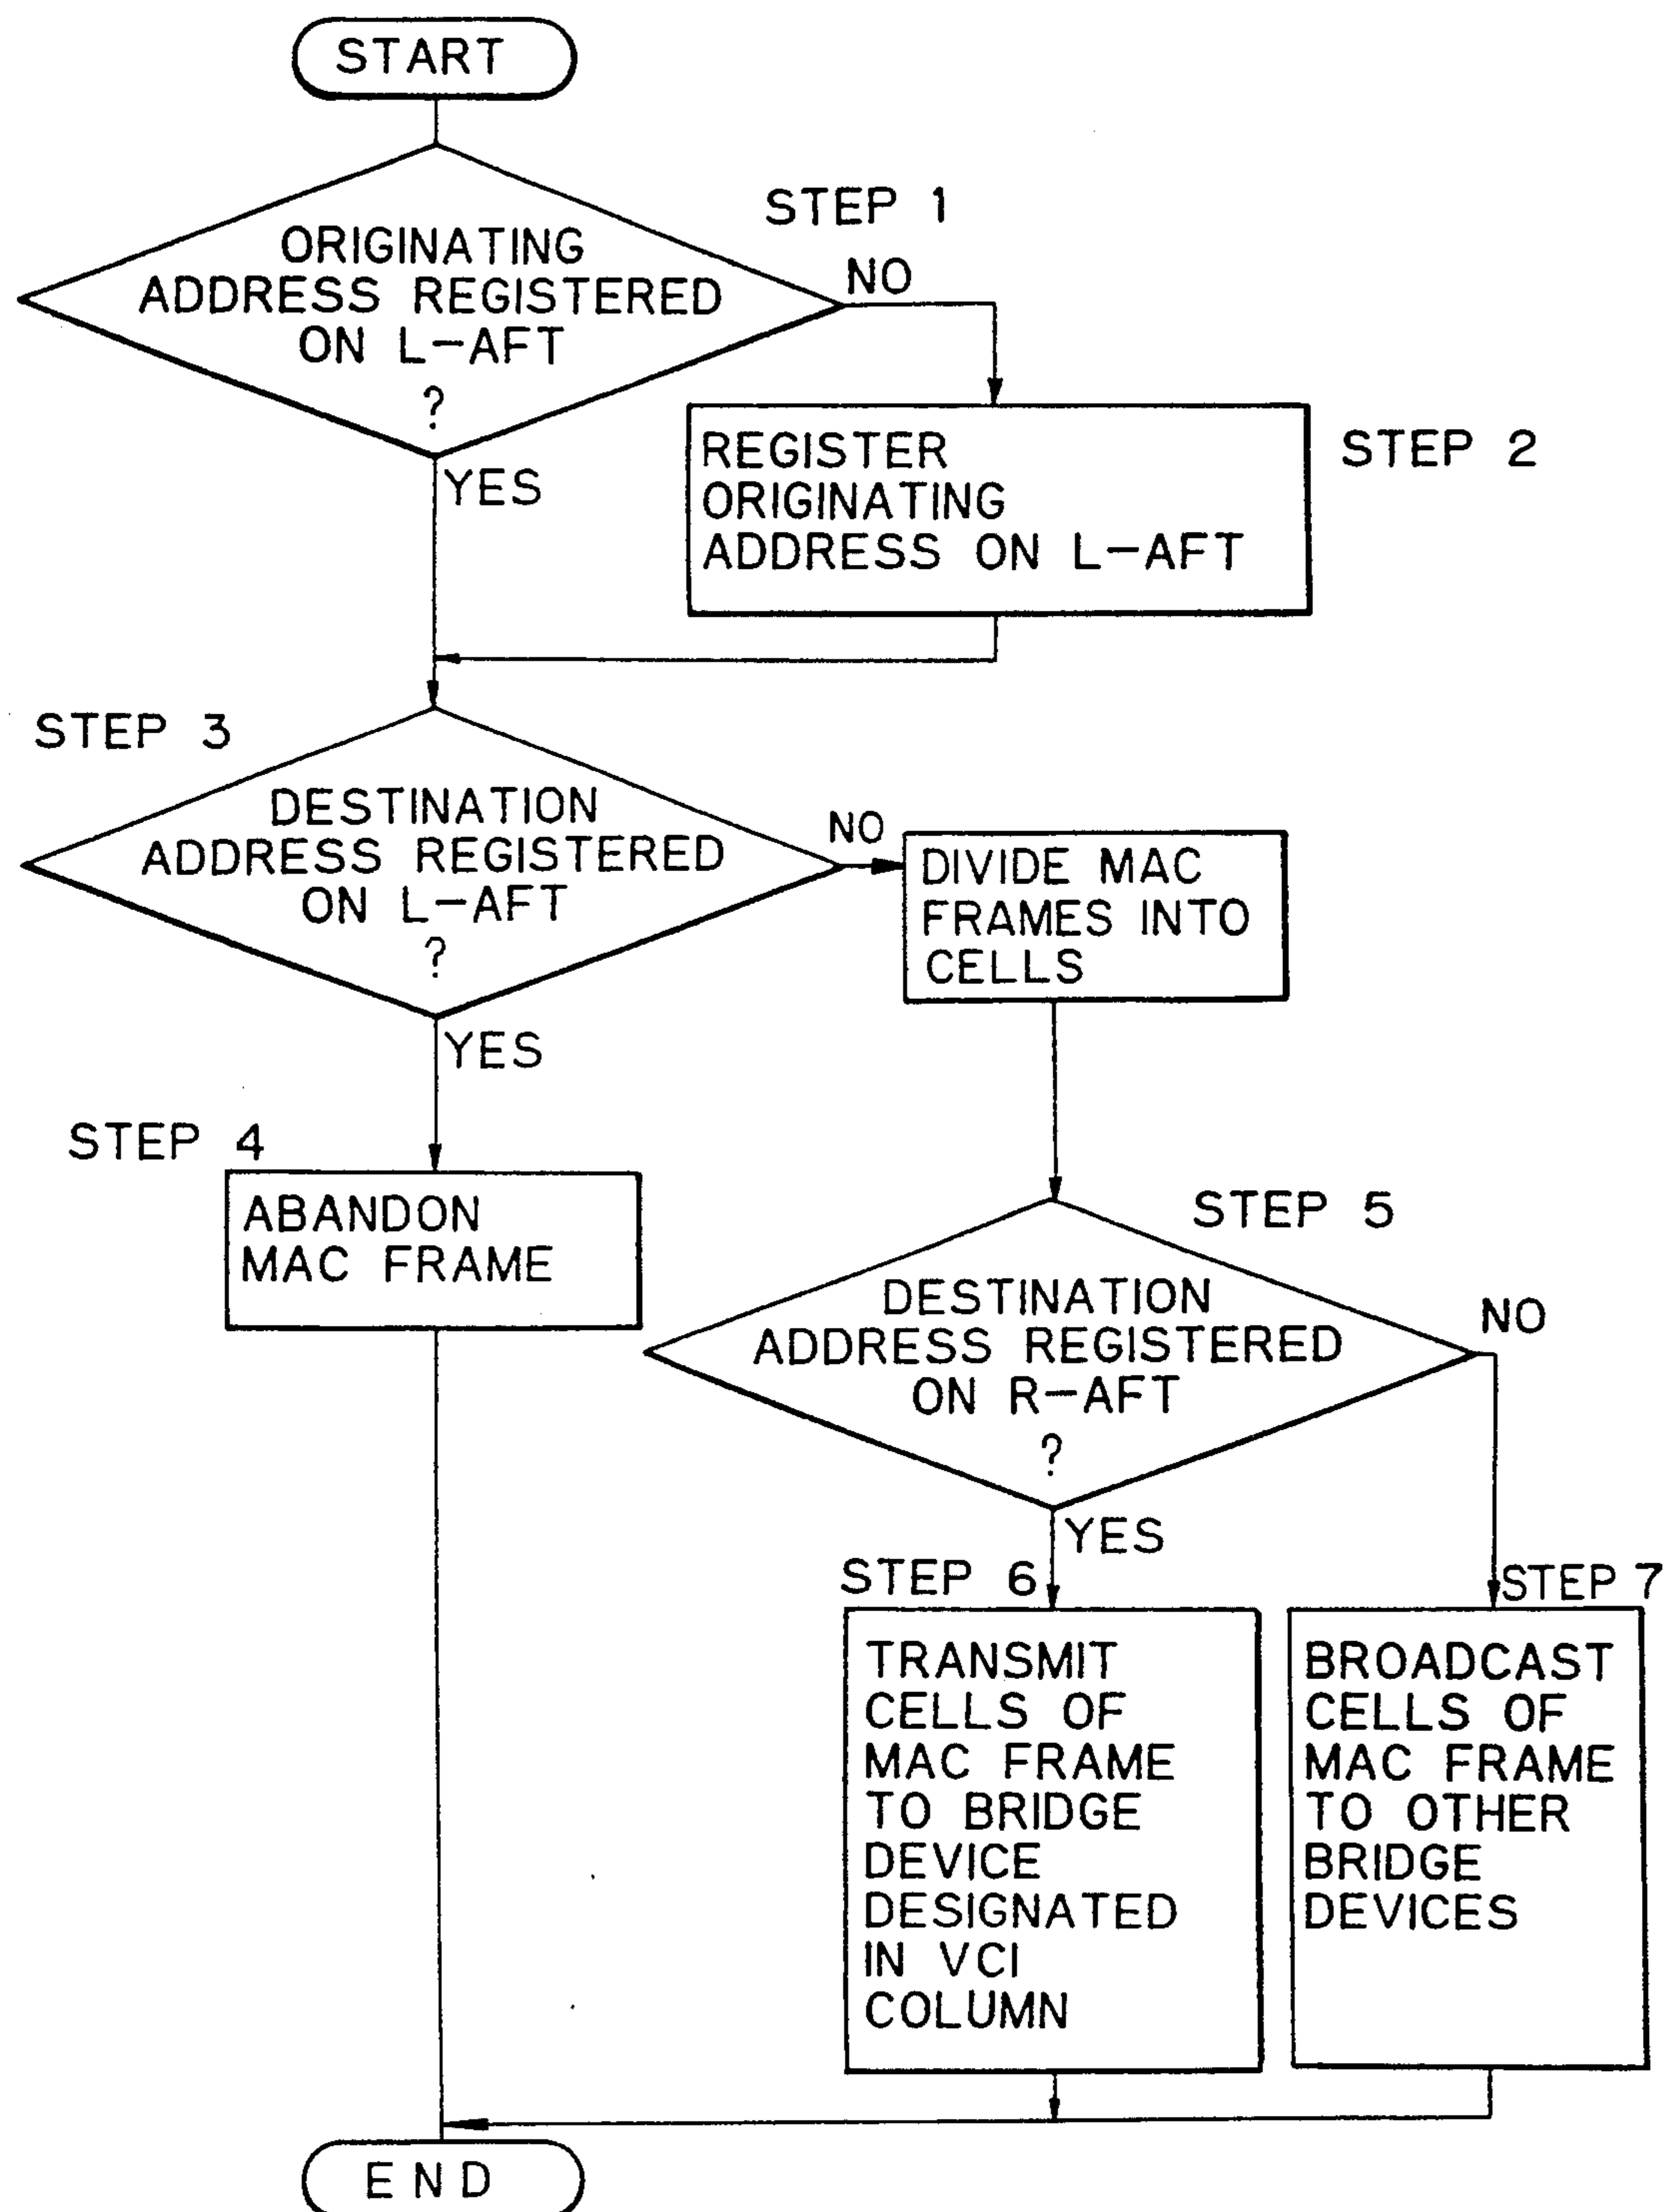 START
STEP 1
ORIGINATING
ADDRESS REGISTERED
ON L-AFT
?
NO
YES
REGISTER
ORIGINATING
ADDRESS ON L-AFT
STEP 2
STEP 3
DESTINATION
ADDRESS REGISTERED
ON L-AFT
?
NO
YES
DIVIDE MAC
FRAMES INTO
CELLS
STEP 4
ABANDON
MAC FRAME
STEP 5
DESTINATION
ADDRESS REGISTERED
ON R-AFT
?
NO
YES
STEP 6
TRANSMIT
CELLS OF
MAC FRAME
TO BRIDGE
DEVICE
DESIGNATED
IN VCI
COLUMN
STEP 7
BROADCAST
CELLS OF
MAC FRAME
TO OTHER
BRIDGE
DEVICES
END